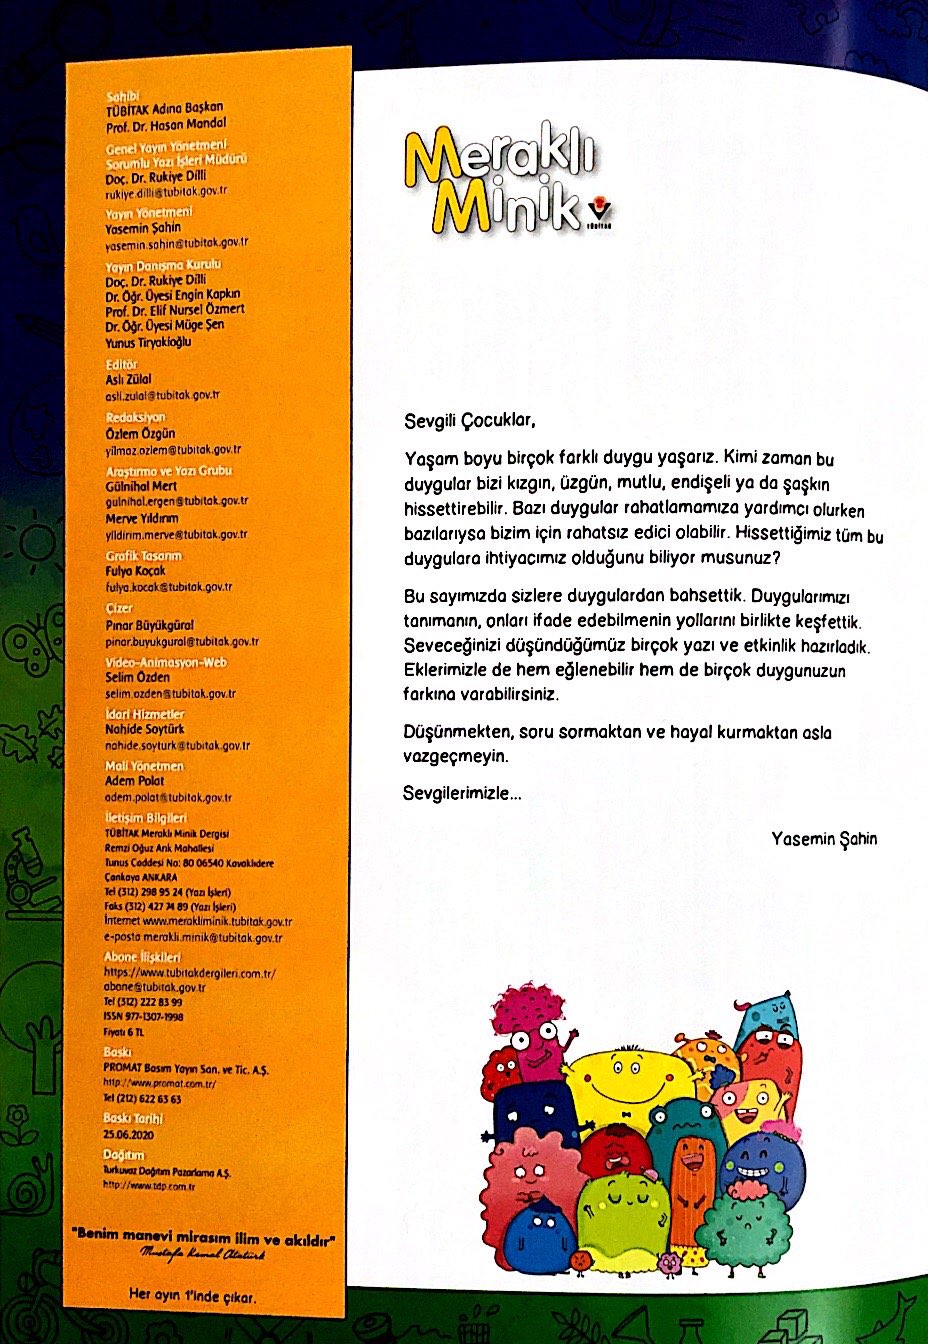 Sahibi
TÜBİTAK Adına Başkan
Prof. Dr. Hasan Mandal
Genel Yayın Yönetmeni
Sorumlu Yazı İşleri Müdürü
Doç. Dr. Rukiye Dilli
rukiye.dilli@tubitak.gov.tr
Yayın Yönetmeni
Yasemin Şahin
yasemin.sahin@tubitak.gov.tr
Yayın Danışma Kurulu
Doç. Dr. Rukiye Dilli
Dr. Öğr. Üyesi Engin Kapkın
Prof. Dr. Elif Nursel Özmert
Dr. Öğr. Üyesi Müge Şen
Yunus Tiryakioğlu
Editör
Aslı Zülal
asli.zulal@tubitak.gov.tr
Redaksiyon
Özlem Özgün
yilmaz.ozlem@tubitak.gov.tr
Araştırma ve Yazı Grubu
Gülnihal Mert
gulnihal.ergen@tubitak.gov.tr
Merve Yıldırım
yildirim.merve@tubitak.gov.tr
Grafik Tasarım
Fulya Koçak
fulya.kocak@tubitak.gov.tr
Çizer
Pınar Büyükgüral
pinar.buyukgural@tubitak.gov.tr
Video-Animasyon-Web
Selim Özden
selim.ozden@tubitak.gov.tr
İdari Hizmetler
Nahide Soytürk
nahide.soyturk@tubitak.gov.tr
Mali Yönetmen
Adem Polat
adem.polat@tubitak.gov.tr
İletişim Bilgileri
TÜBİTAK Meraklı Minik Dergisi
Remzi Oğuz Arık Mahallesi
Tunus Caddesi No: 80 06540 Kavaklıdere
Çankaya ANKARA
Tel (312) 298 95 24 (Yazı İşleri)
Faks (312) 427 74 89 (Yazı İşleri)
İnternet www.merakliminik.tubitak.gov.tr
e-posta merakli.minik@tubitak.gov.tr
Abone İlişkileri
https://www.tubitakdergileri.com.tr/
abone@tubitak.gov.tr
Tel (312) 222 83 99
ISSN 977-1307-1998
Fiyatı 6 TL
Baskı
PROMAT Basım Yayın San. ve Tic. A.Ş.
http://www.promat.com.tr/
Tel (212) 622 63 63
Baskı Tarihi
25.06.2020
Dağıtım
Turkuvaz Dağıtım Pazarlama A.Ş.
http://www.tdp.com.tr
"Benim manevi mirasım ilim ve akıldır"
Mustafa Kemal Atatürk
Her ayın 1'inde çıkar.
Meraklı
Minik
TÜBİTAK
Sevgili Çocuklar,
Yaşam boyu birçok farklı duygu yaşarız. Kimi zaman bu
duygular bizi kızgın, üzgün, mutlu, endişeli ya da şaşkın
hissettirebilir. Bazı duygular rahatlamamıza yardımcı olurken
bazılarıysa bizim için rahatsız edici olabilir. Hissettiğimiz tüm bu
duygulara ihtiyacımız olduğunu biliyor musunuz?
Bu sayımızda sizlere duygulardan bahsettik. Duygularımızı
tanımanın, onları ifade edebilmenin yollarını birlikte keşfettik.
Seveceğinizi düşündüğümüz birçok yazı ve etkinlik hazırladık.
Eklerimizle de hem eğlenebilir hem de birçok duygunuzun
farkına varabilirsiniz.
Düşünmekten, soru sormaktan ve hayal kurmaktan asla
vazgeçmeyin.
Sevgilerimizle...
Yasemin Şahin